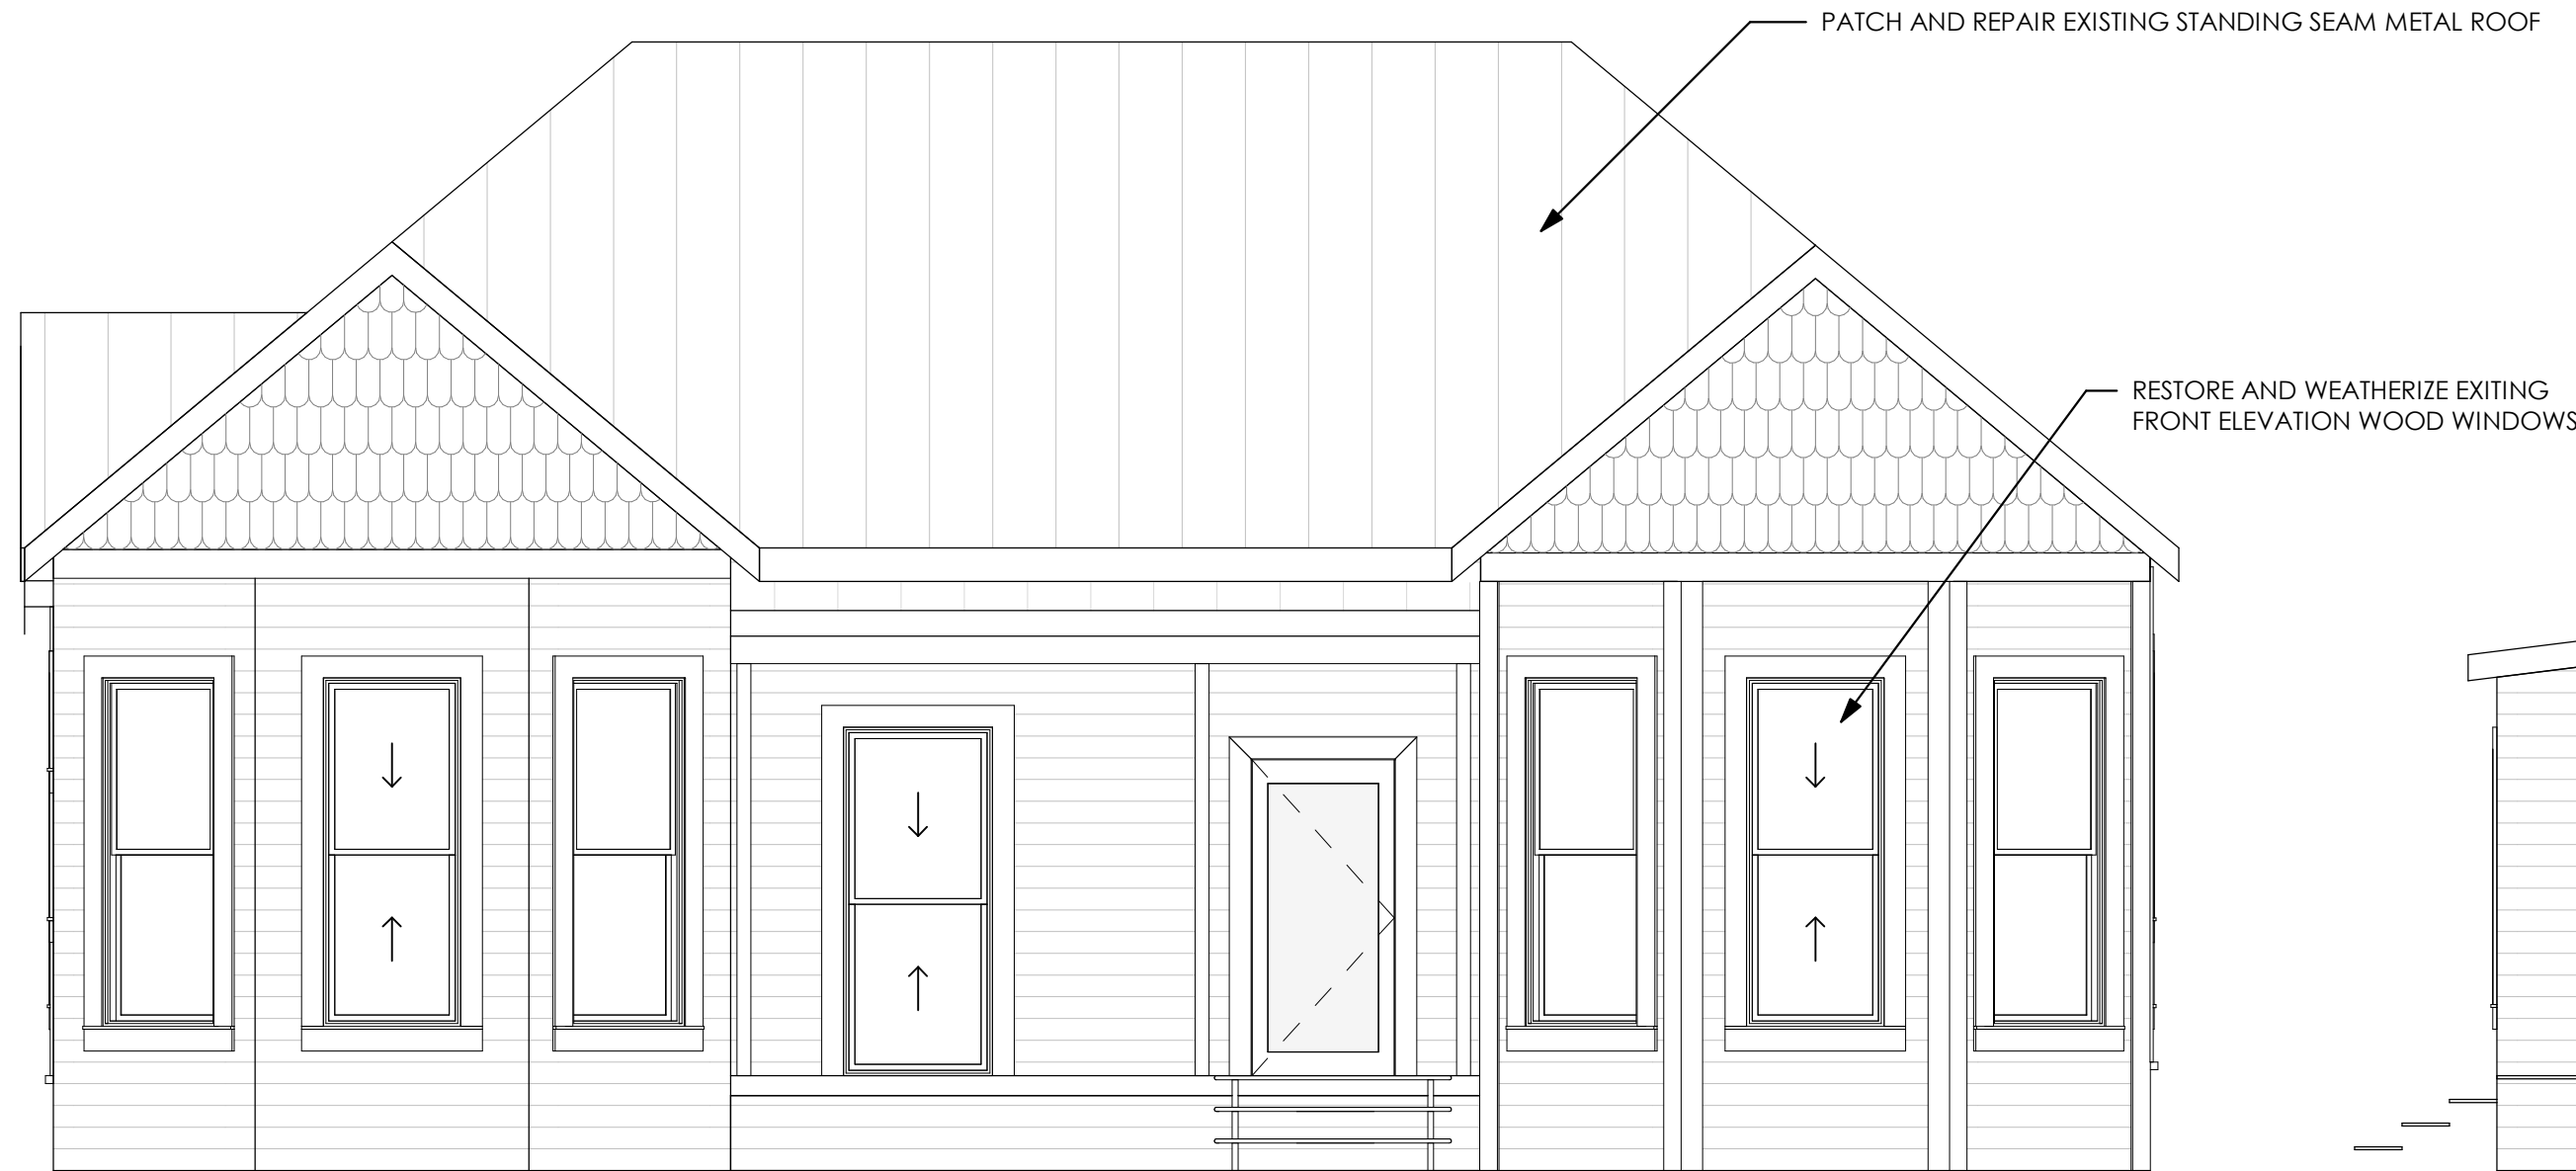 PATCH AND REPAIR EXISTING STANDING SEAM METAL ROOF
RESTORE AND WEATHERIZE EXITING
FRONT ELEVATION WOOD WINDOWS